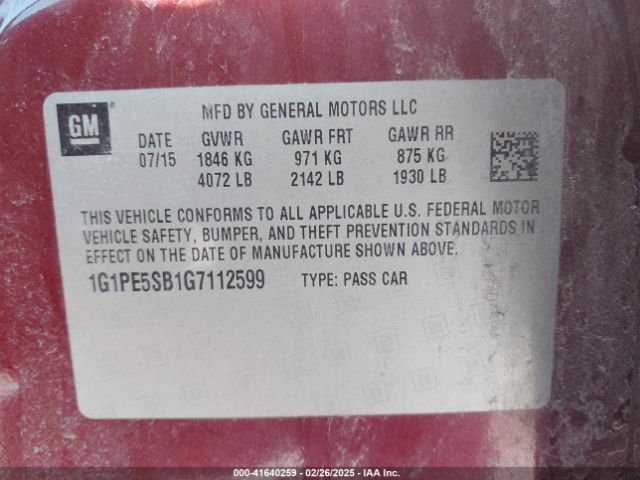 GM
MFD BY GENERAL MOTORS LLC
DATE GVWR GAWR FRT GAWR RR
07/15 1846 KG 971 KG 875 KG
4072 LB 2142 LB 1930 LB
THIS VEHICLE CONFORMS TO ALL APPLICABLE U.S. FEDERAL MOTOR
VEHICLE SAFETY, BUMPER, AND THEFT PREVENTION STANDARDS IN
EFFECT ON THE DATE OF MANUFACTURE SHOWN ABOVE.
1G1PE5SB1G7112599 TYPE: PASS CAR
000-41640259 - 02/26/2025 - IAA Inc.